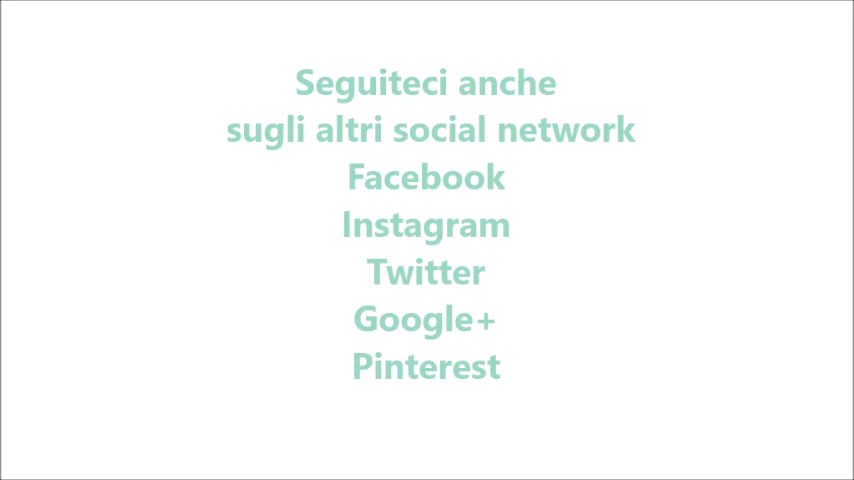 Seguiteci anche
sugli altri social network
Facebook
Instagram
Twitter
Google+
Pinterest